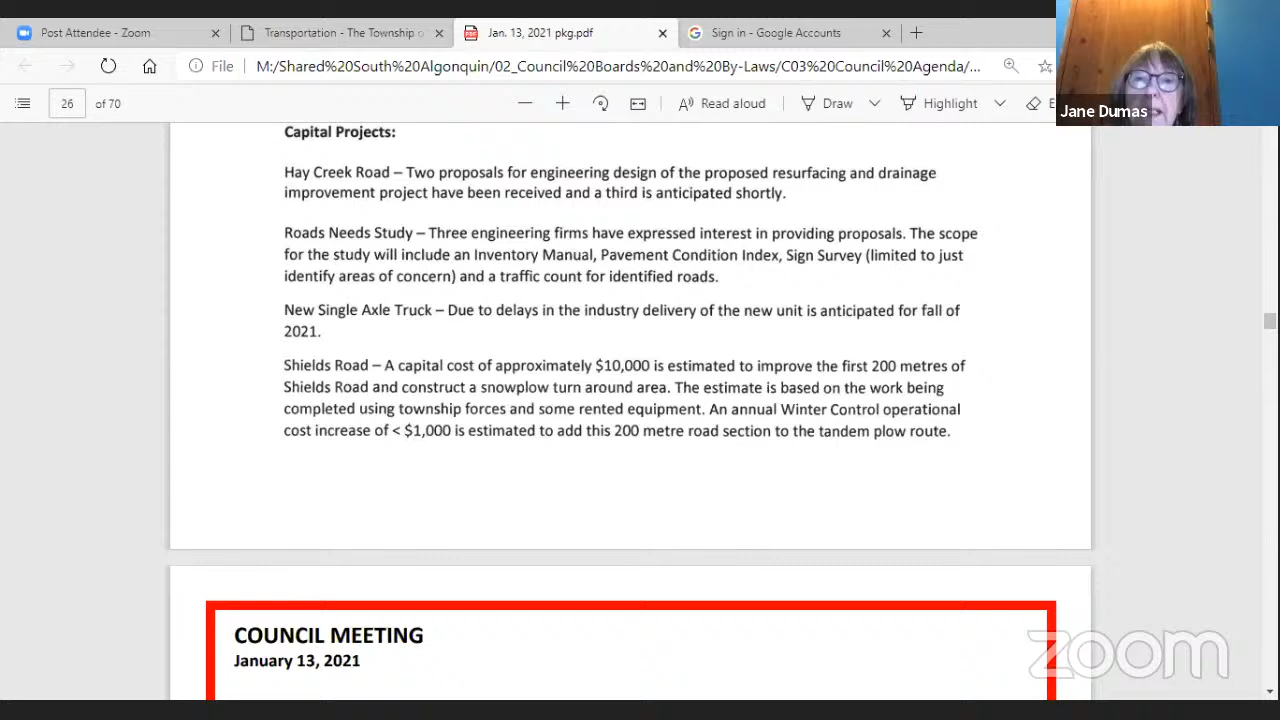 Post Attendee - Zoom
Transportation - The Township o
Jan. 13, 2021 pkg.pdf
Sign in - Google Accounts
File
M:/Shared%20South%20Algonquin/02_Council%20Boards%20and%20By-Laws/C03%20Council%20Agenda/...
26 of 70
Read aloud
Draw
Highlight
E
Jane Dumas
Capital Projects:
Hay Creek Road – Two proposals for engineering design of the proposed resurfacing and drainage
improvement project have been received and a third is anticipated shortly.
Roads Needs Study – Three engineering firms have expressed interest in providing proposals. The scope
for the study will include an Inventory Manual, Pavement Condition Index, Sign Survey (limited to just
identify areas of concern) and a traffic count for identified roads.
New Single Axle Truck – Due to delays in the industry delivery of the new unit is anticipated for fall of
2021.
Shields Road – A capital cost of approximately $10,000 is estimated to improve the first 200 metres of
Shields Road and construct a snowplow turn around area. The estimate is based on the work being
completed using township forces and some rented equipment. An annual Winter Control operational
cost increase of < $1,000 is estimated to add this 200 metre road section to the tandem plow route.
COUNCIL MEETING
January 13, 2021
zoom